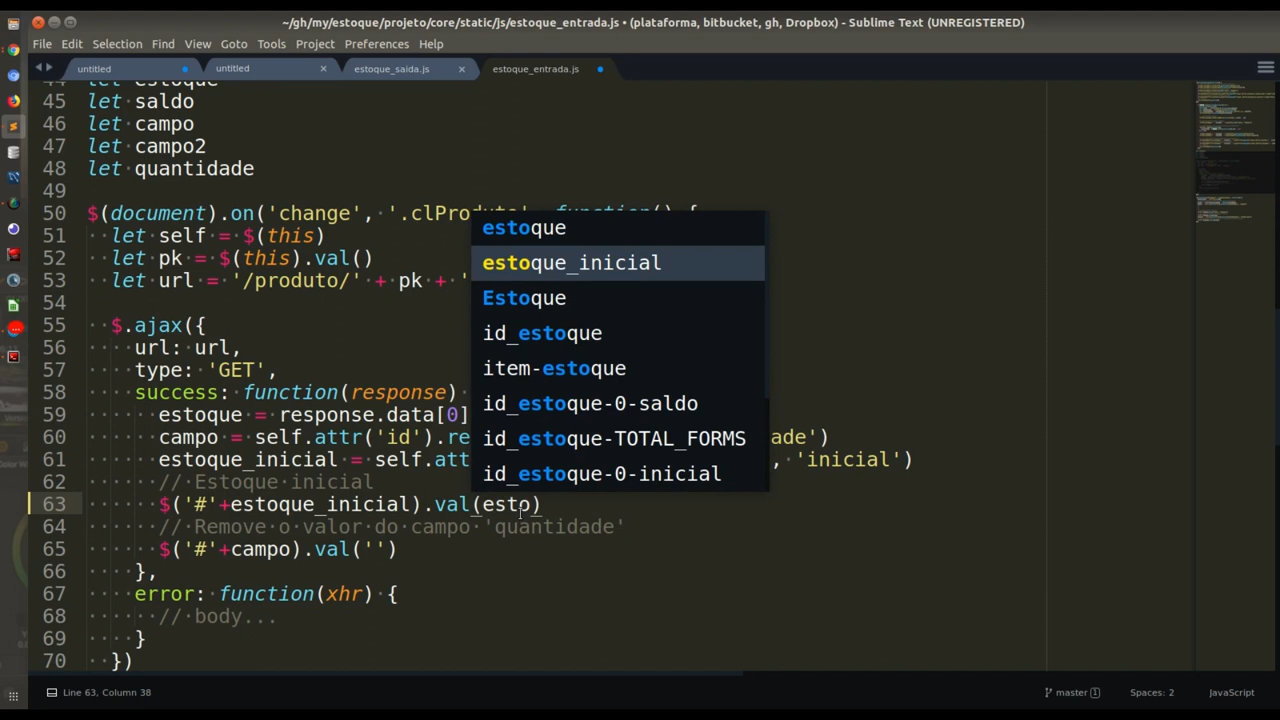 ~/gh/my/estoque/projeto/core/static/js/estoque_entrada.js • (plataforma, bitbucket, gh, Dropbox) - Sublime Text (UNREGISTERED)
File Edit Selection Find View Goto Tools Project Preferences Help
untitled untitled estoque_saida.js estoque_entrada.js
44 let estoque
45 let saldo
46 let campo
47 let campo2
48 let quantidade
49
50 $(document).on('change', '.clProduto', function() {
51 let self = $(this)
52 let pk = $(this).val()
53 let url = '/produto/' + pk + '
54
55 $.ajax({
56 url: url,
57 type: 'GET',
58 success: function(response)
59 estoque = response.data[0]
60 campo = self.attr('id').re ade')
61 estoque_inicial = self.att , 'inicial')
62 // Estoque inicial
63 $('#'+estoque_inicial).val(esto)
64 // Remove o valor do campo 'quantidade'
65 $('#'+campo).val('')
66 },
67 error: function(xhr) {
68 // body...
69 }
70 })
estoque
estoque_inicial
Estoque
id_estoque
item-estoque
id_estoque-0-saldo
id_estoque-TOTAL_FORMS
id_estoque-0-inicial
Line 63, Column 38 master 1 Spaces: 2 JavaScript